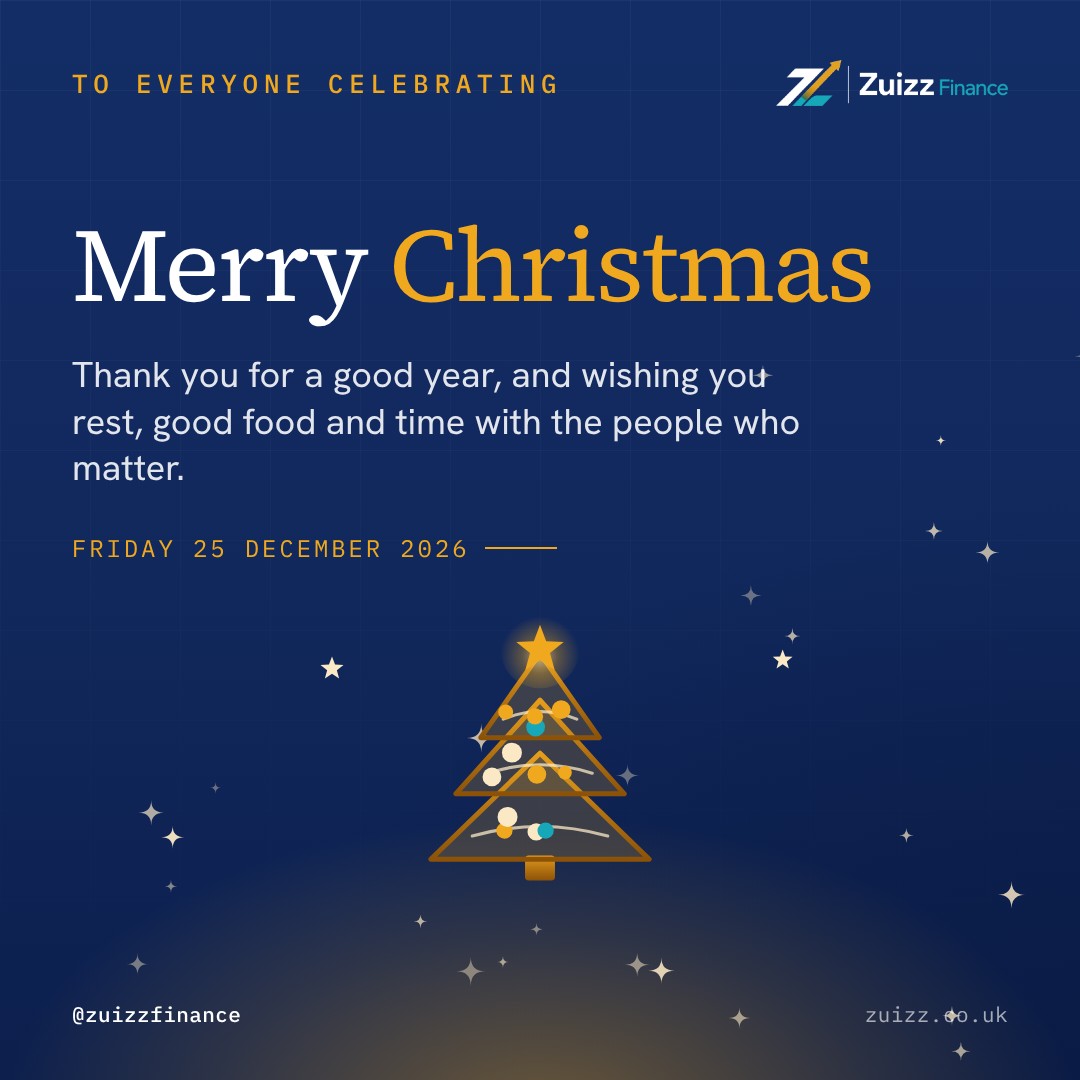 TO EVERYONE CELEBRATING
Zuizz Finance
Merry Christmas
Thank you for a good year, and wishing you
rest, good food and time with the people who
matter.
FRIDAY 25 DECEMBER 2026
@zuizzfinance
zuizz.co.uk